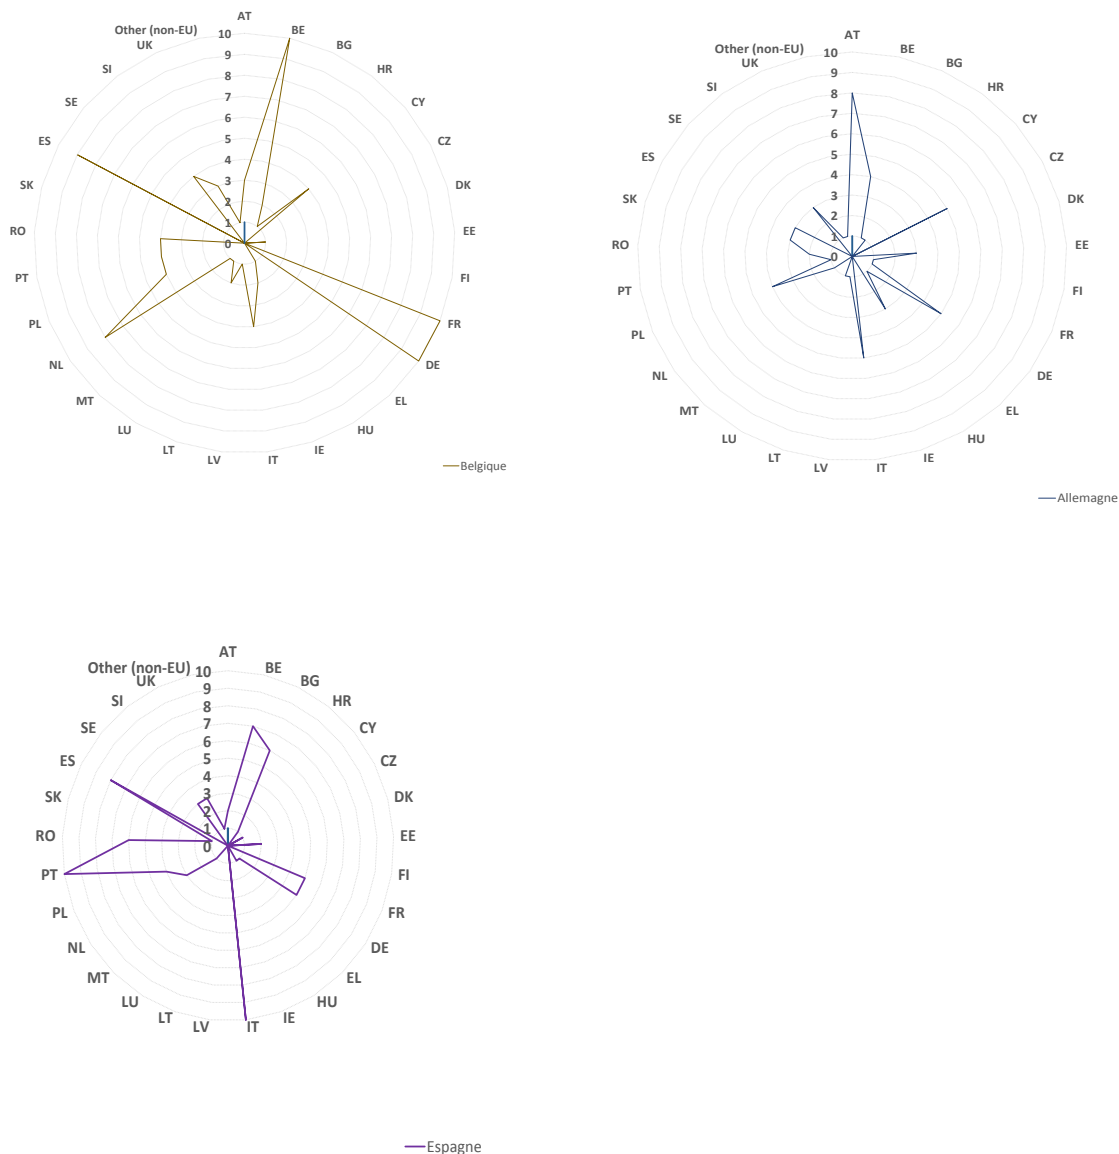 AT
BE
BG
HR
CY
CZ
DK
EE
FI
FR
DE
EL
HU
IE
IT
LV
LT
LU
MT
NL
PL
PT
RO
SK
ES
SE
SI
UK
Other (non-EU)
10
9
8
7
6
5
4
3
2
1
0
Belgique
AT
BE
BG
HR
CY
CZ
DK
EE
FI
FR
DE
EL
HU
IE
IT
LV
LT
LU
MT
NL
PL
PT
RO
SK
ES
SE
SI
UK
Other (non-EU)
10
9
8
7
6
5
4
3
2
1
0
Allemagne
AT
BE
BG
HR
CY
CZ
DK
EE
FI
FR
DE
EL
HU
IE
IT
LV
LT
LU
MT
NL
PL
PT
RO
SK
ES
SE
SI
UK
Other (non-EU)
10
9
8
7
6
5
4
3
2
1
0
Espagne